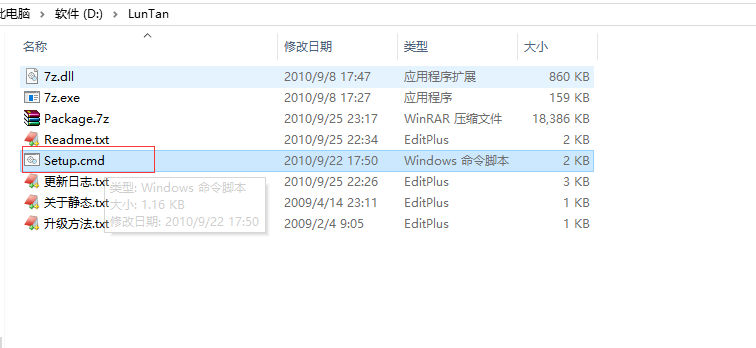 此电脑 > 软件 (D:) > LunTan
名称 修改日期 类型 大小
7z.dll 2010/9/8 17:47 应用程序扩展 860 KB
7z.exe 2010/9/8 17:27 应用程序 159 KB
Package.7z 2010/9/25 23:17 WinRAR 压缩文件 18,386 KB
Readme.txt 2010/9/25 22:34 EditPlus 2 KB
Setup.cmd 2010/9/22 17:50 Windows 命令脚本 2 KB
更新日志.txt 2010/9/25 22:26 EditPlus 3 KB
关于静态.txt 2009/4/14 23:11 EditPlus 1 KB
升级方法.txt 2009/2/4 9:05 EditPlus 1 KB
类型: Windows 命令脚本
大小: 1.16 KB
修改日期: 2010/9/22 17:50